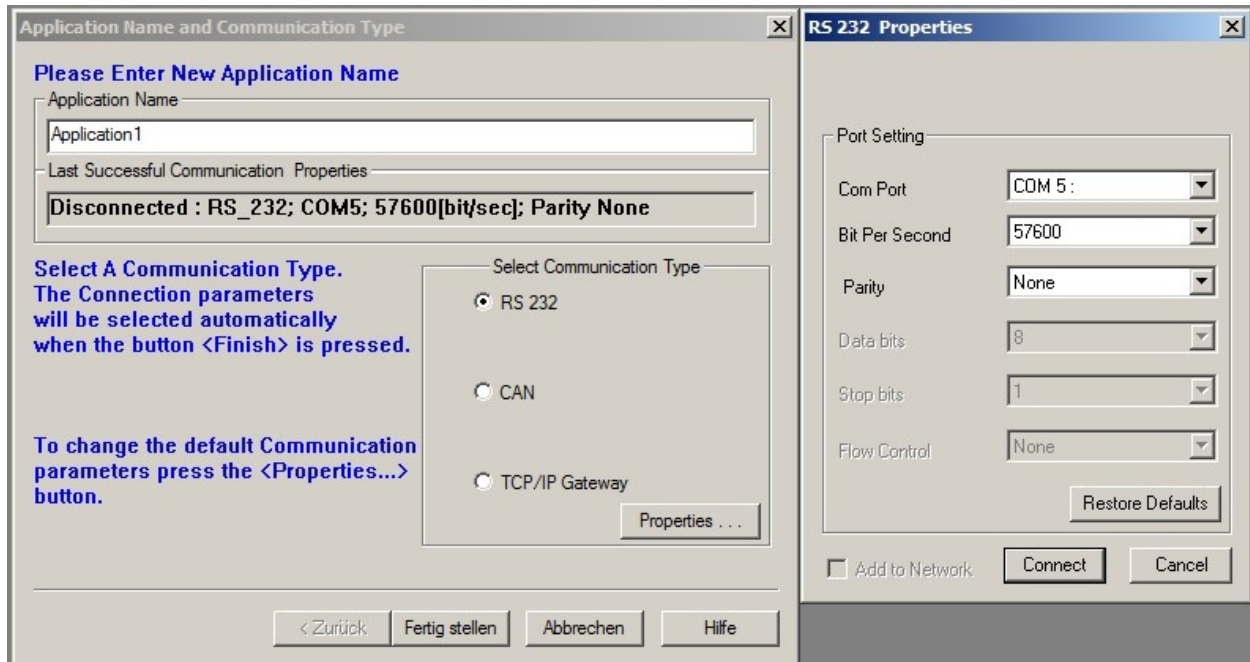 Application Name and Communication Type
Please Enter New Application Name
Application Name
Application1
Last Successful Communication Properties
Disconnected : RS_232; COM5; 57600[bit/sec]; Parity None
Select A Communication Type.
The Connection parameters
will be selected automatically
when the button <Finish> is pressed.
To change the default Communication
parameters press the <Properties...>
button.
Select Communication Type
RS 232
CAN
TCP/IP Gateway
Properties . . .
< Zurück
Fertig stellen
Abbrechen
Hilfe
RS 232 Properties
Port Setting
Com Port
COM 5 :
Bit Per Second
57600
Parity
None
Data bits
8
Stop bits
1
Flow Control
None
Restore Defaults
Add to Network
Connect
Cancel